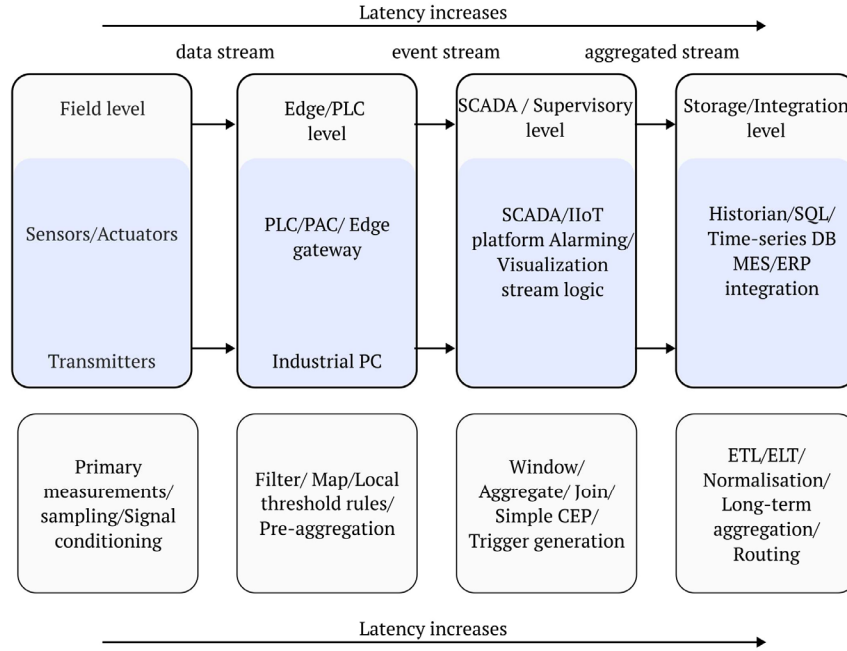 Latency increases
data stream
event stream
aggregated stream
Field level
Edge/PLC
level
SCADA / Supervisory
level
Storage/Integration
level
Sensors/Actuators
PLC/PAC/ Edge
gateway
SCADA/IIoT
platform Alarming/
Visualization
stream logic
Historian/SQL/
Time-series DB
MES/ERP
integration
Transmitters
Industrial PC
Primary
measurements/
sampling/Signal
conditioning
Filter/ Map/Local
threshold rules/
Pre-aggregation
Window/
Aggregate/ Join/
Simple CEP/
Trigger generation
ETL/ELT/
Normalisation/
Long-term
aggregation/
Routing
Latency increases